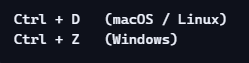 Ctrl + D   (macOS / Linux)
Ctrl + Z   (Windows)